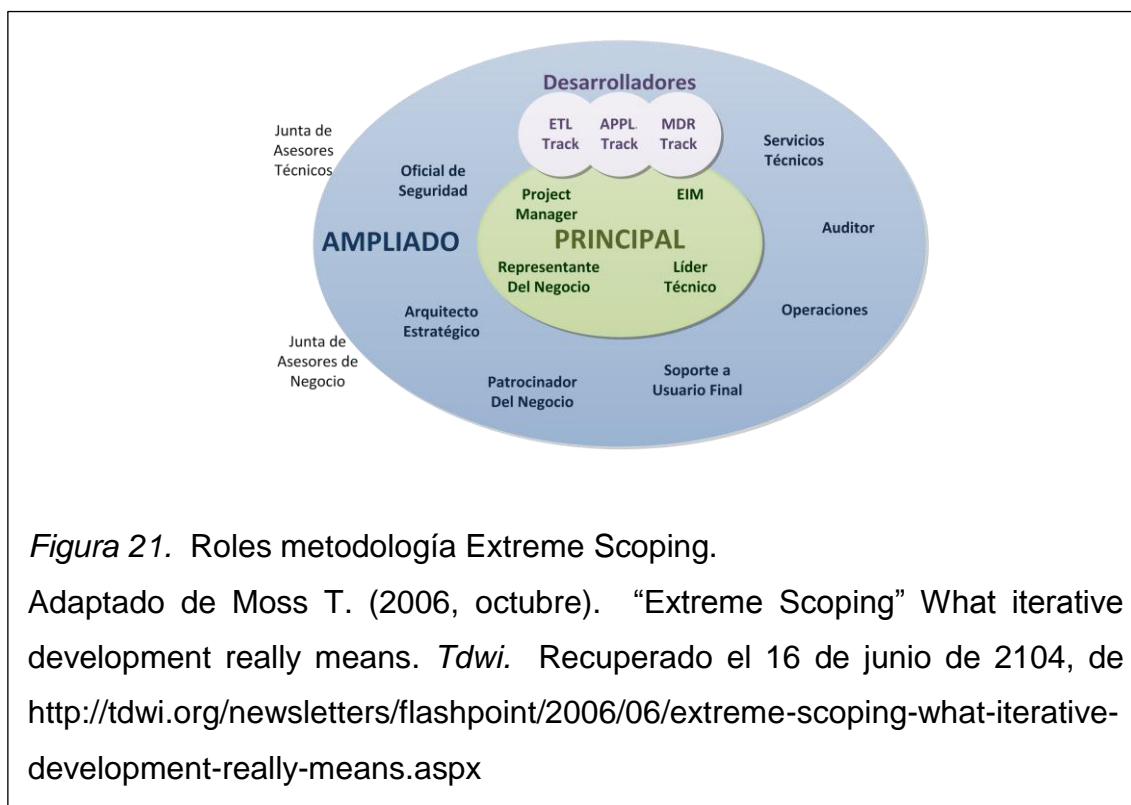 Desarrolladores
ETL
Track
APPL.
Track
MDR
Track
Junta de
Asesores
Técnicos
Oficial de
Seguridad
Servicios
Técnicos
Project
Manager
EIM
AMPLIADO
PRINCIPAL
Auditor
Representante
Del Negocio
Líder
Técnico
Arquitecto
Estratégico
Operaciones
Junta de
Asesores de
Negocio
Patrocinador
Del Negocio
Soporte a
Usuario Final
Figura 21. Roles metodología Extreme Scoping.
Adaptado de Moss T. (2006, octubre). “Extreme Scoping” What iterative
development really means. Tdwi. Recuperado el 16 de junio de 2104, de
http://tdwi.org/newsletters/flashpoint/2006/06/extreme-scoping-what-iterative-
development-really-means.aspx